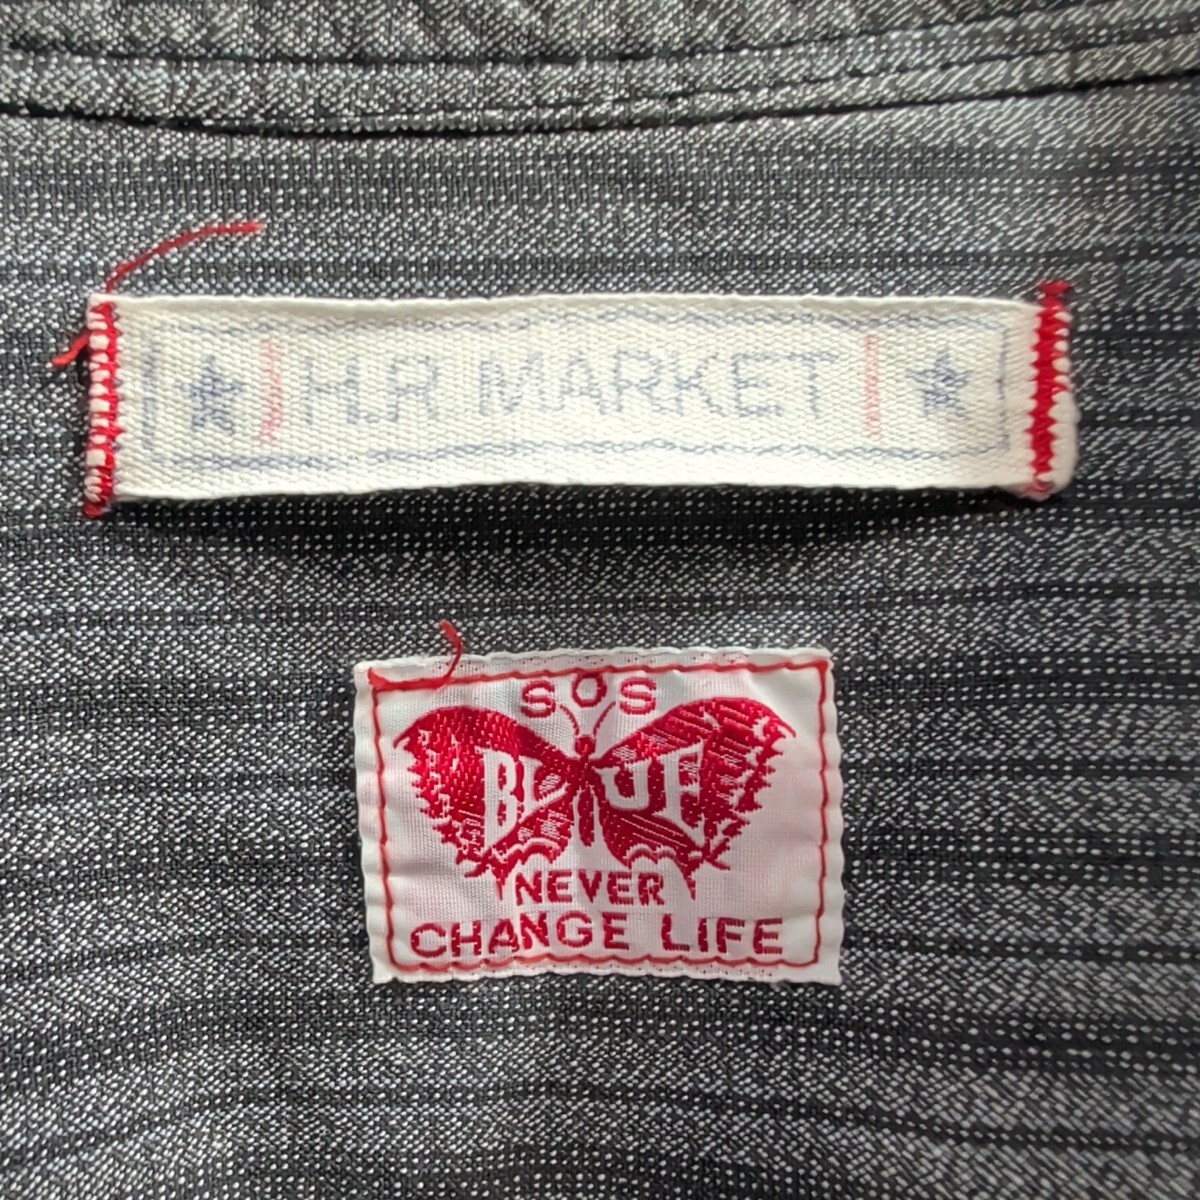 ★ H.R MARKET ★
SOS
BLUE
NEVER
CHANGE LIFE